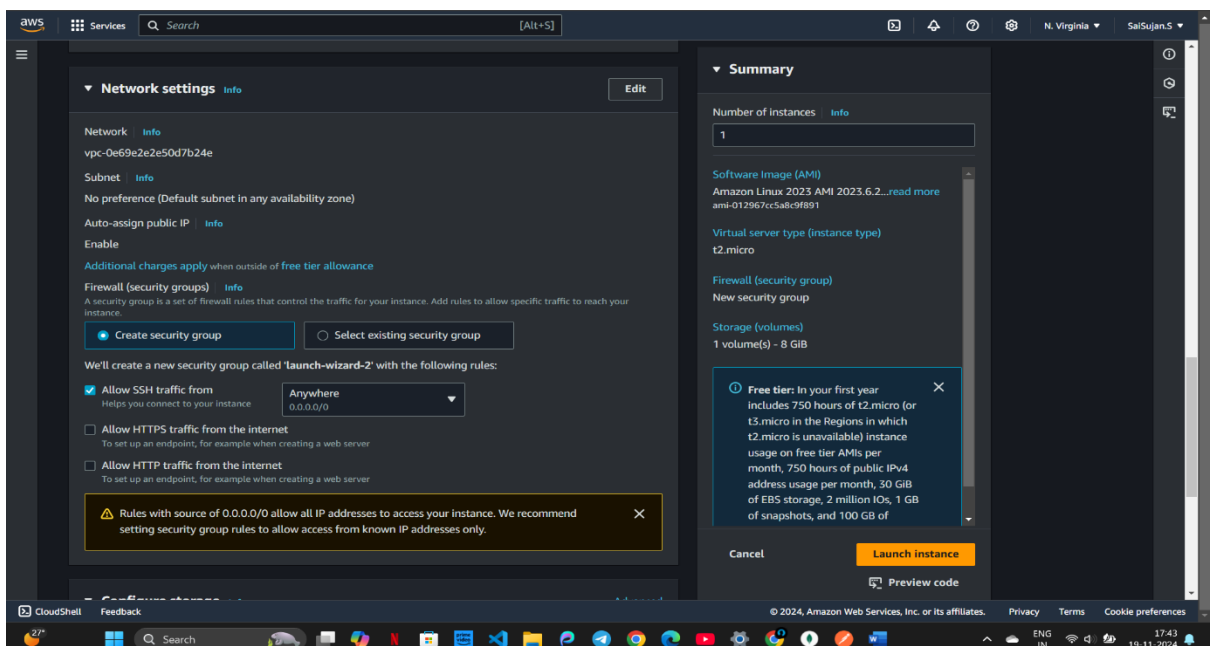 aws
Services
Search
[Alt+S]
N. Virginia
SaiSujan.S
Network settings Info
Edit
Network Info
vpc-0e69e2e2e50d7b24e
Subnet Info
No preference (Default subnet in any availability zone)
Auto-assign public IP Info
Enable
Additional charges apply when outside of free tier allowance
Firewall (security groups) Info
A security group is a set of firewall rules that control the traffic for your instance. Add rules to allow specific traffic to reach your
instance.
Create security group
Select existing security group
We'll create a new security group called 'launch-wizard-2' with the following rules:
Allow SSH traffic from
Helps you connect to your instance
Anywhere
0.0.0.0/0
Allow HTTPS traffic from the internet
To set up an endpoint, for example when creating a web server
Allow HTTP traffic from the internet
To set up an endpoint, for example when creating a web server
Rules with source of 0.0.0.0/0 allow all IP addresses to access your instance. We recommend
setting security group rules to allow access from known IP addresses only.
Summary
Number of instances Info
1
Software Image (AMI)
Amazon Linux 2023 AMI 2023.6.2...read more
ami-012967cc5a8c9f891
Virtual server type (instance type)
t2.micro
Firewall (security group)
New security group
Storage (volumes)
1 volume(s) - 8 GiB
Free tier: In your first year
includes 750 hours of t2.micro (or
t3.micro in the Regions in which
t2.micro is unavailable) instance
usage on free tier AMIs per
month, 750 hours of public IPv4
address usage per month, 30 GiB
of EBS storage, 2 million IOs, 1 GB
of snapshots, and 100 GB of
Cancel
Launch instance
Preview code
CloudShell
Feedback
© 2024, Amazon Web Services, Inc. or its affiliates.
Privacy
Terms
Cookie preferences
27°
Search
ENG
IN
17:43
19-11-2024